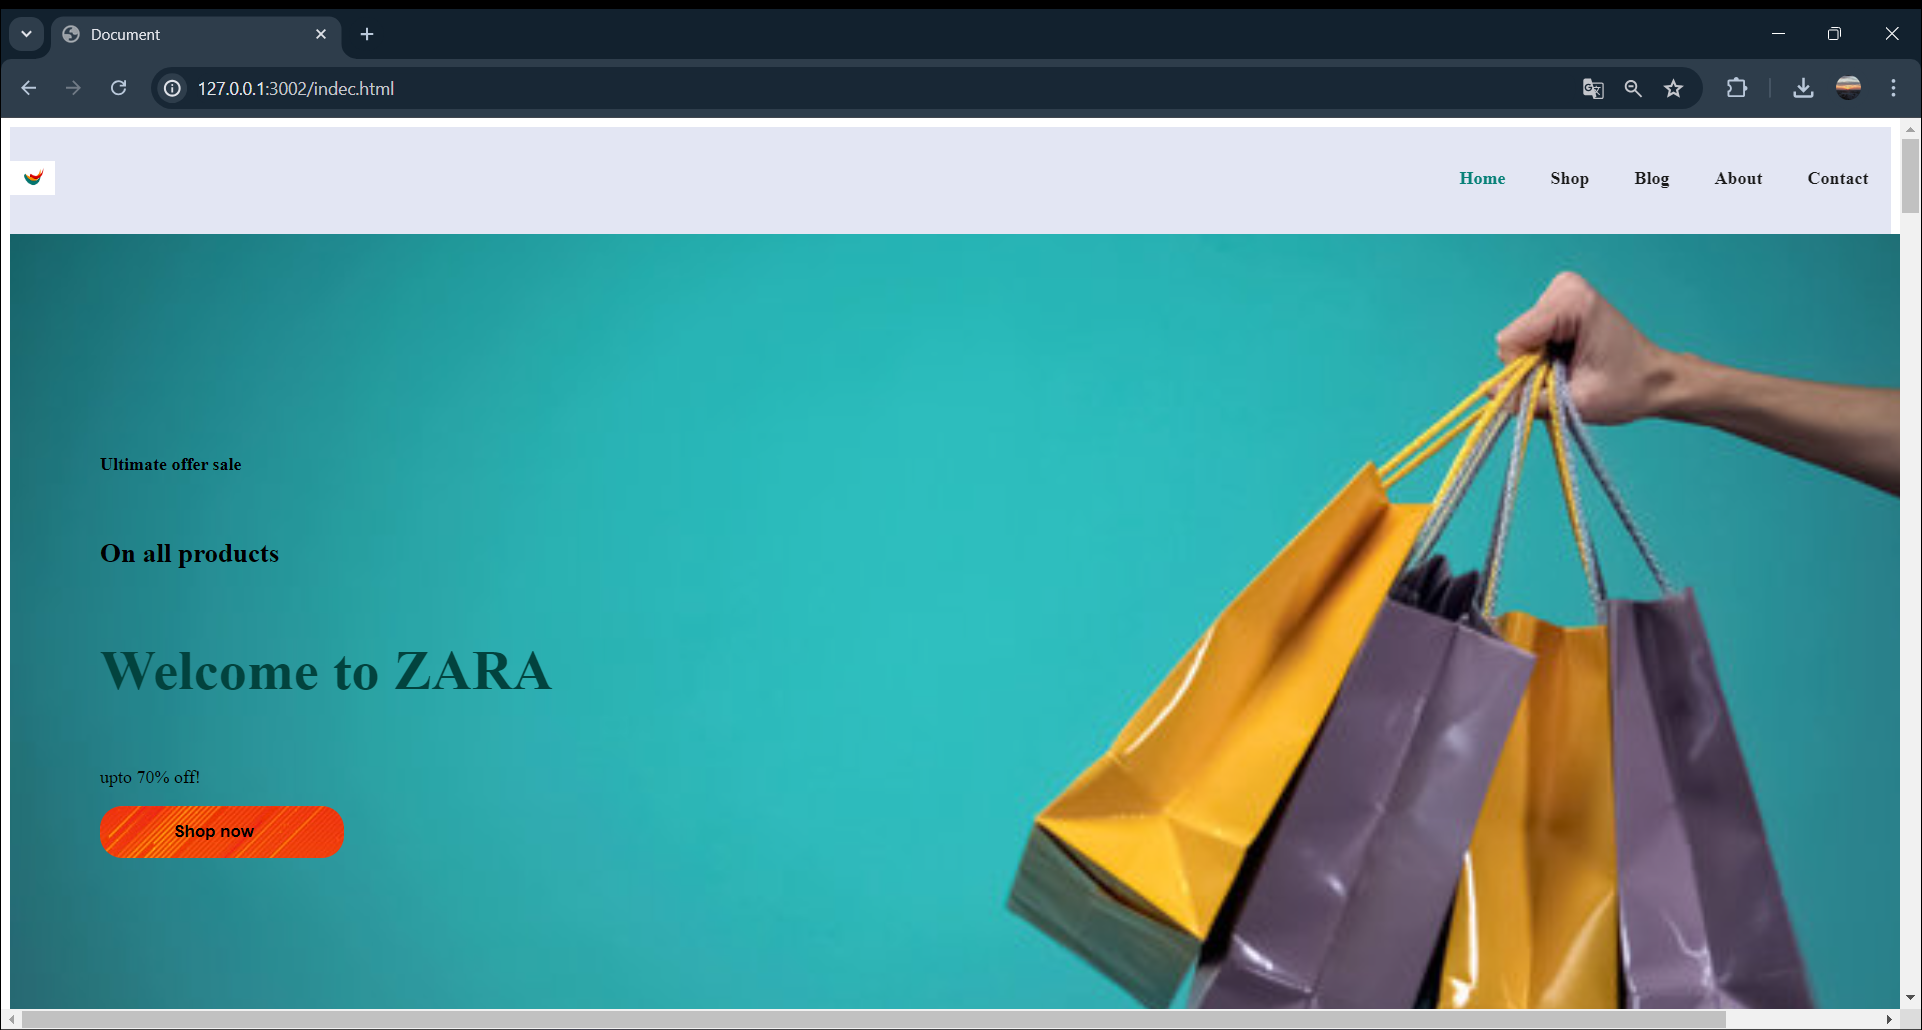 Document
127.0.0.1:3002/indec.html
Home Shop Blog About Contact
Ultimate offer sale
On all products
Welcome to ZARA
upto 70% off!
Shop now